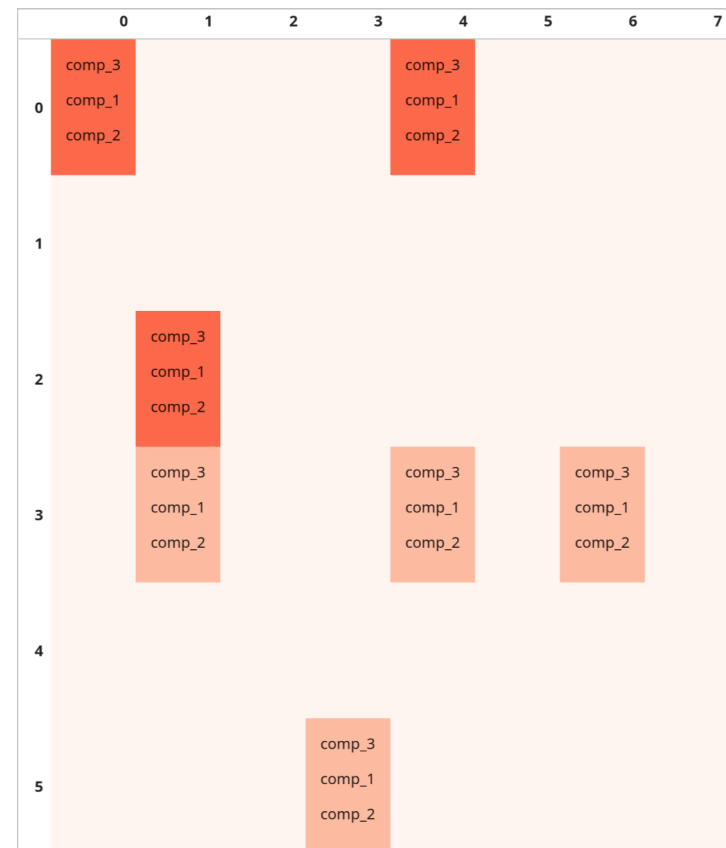 0 1 2 3 4 5 6 7
comp_3 comp_3
0 comp_1 comp_1
comp_2 comp_2
1
comp_3
2 comp_1
comp_2
comp_3 comp_3 comp_3
3 comp_1 comp_1 comp_1
comp_2 comp_2 comp_2
4
comp_3
5 comp_1
comp_2